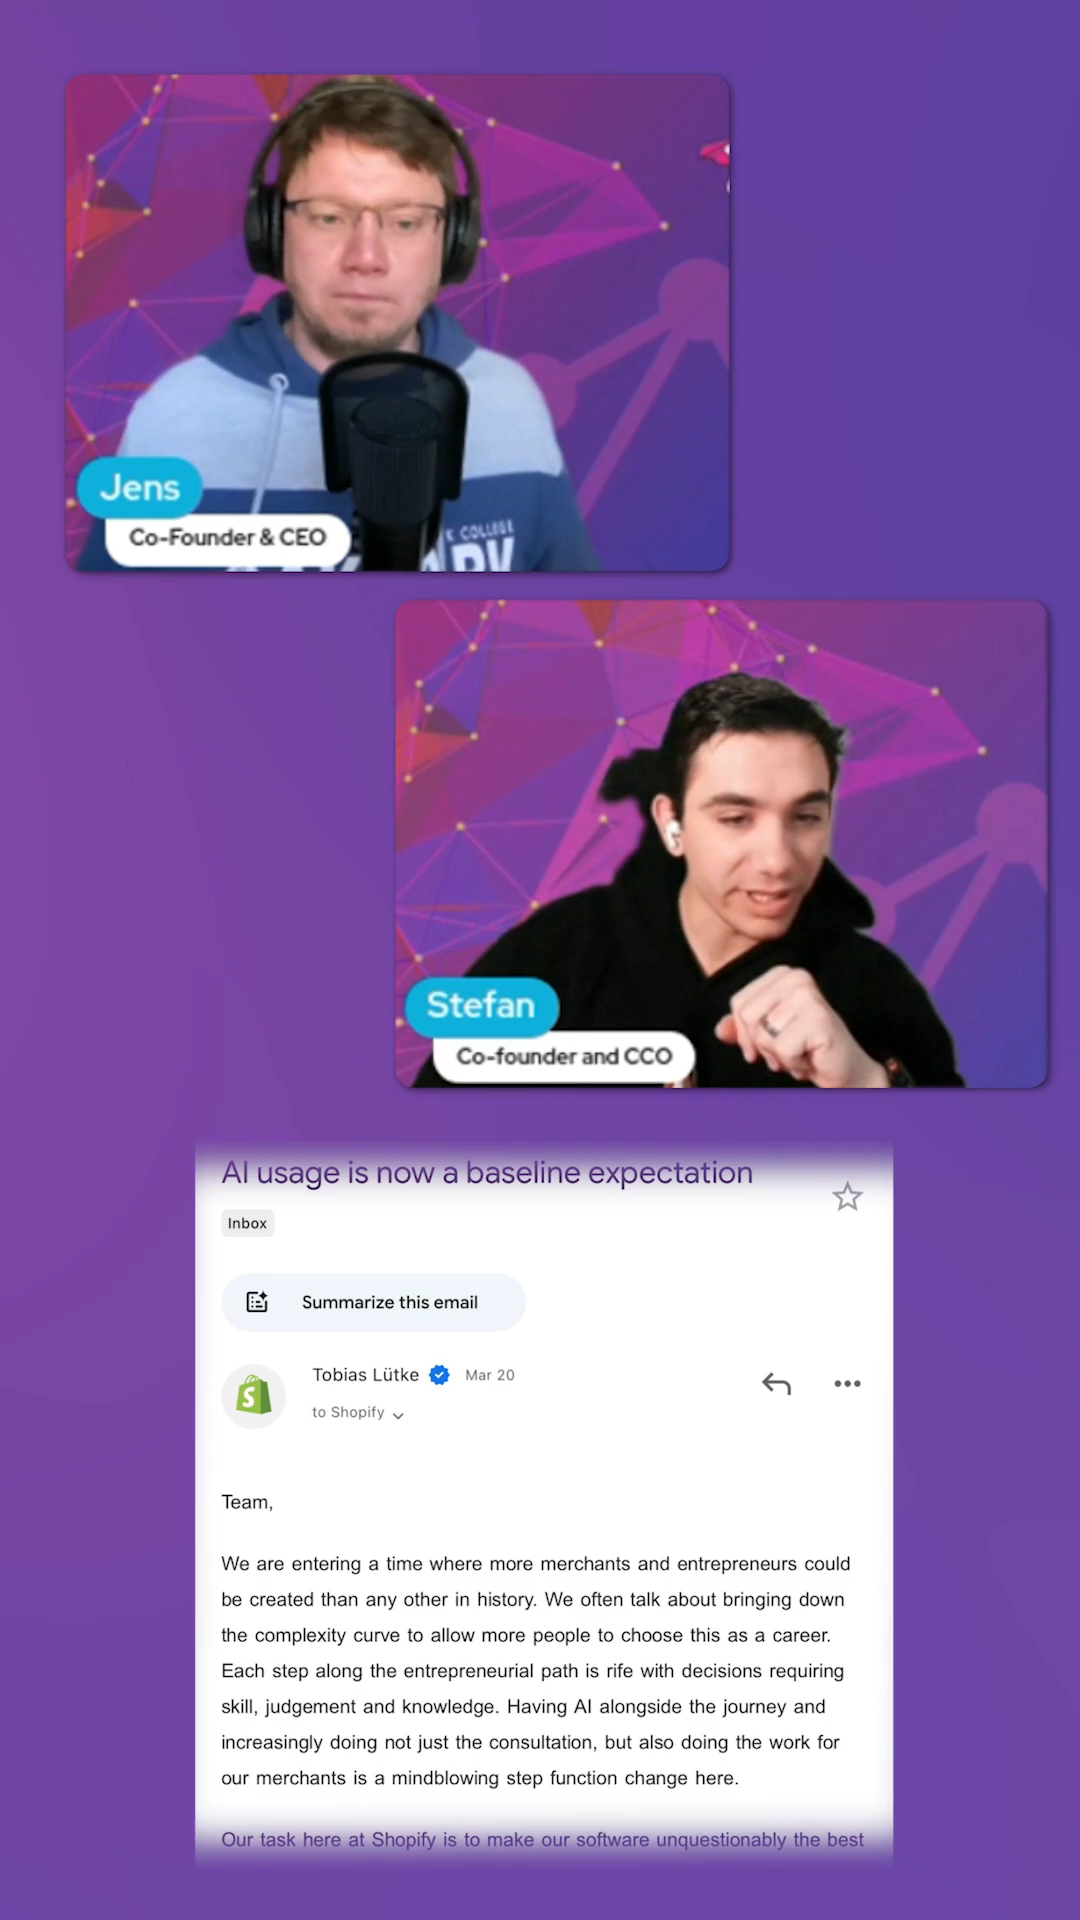 Jens
Co-Founder & CEO
K COLLEGE
Stefan
Co-founder and CCO
AI usage is now a baseline expectation
Inbox
Summarize this email
Tobias Lütke Mar 20
to Shopify
Team,
We are entering a time where more merchants and entrepreneurs could
be created than any other in history. We often talk about bringing down
the complexity curve to allow more people to choose this as a career.
Each step along the entrepreneurial path is rife with decisions requiring
skill, judgement and knowledge. Having AI alongside the journey and
increasingly doing not just the consultation, but also doing the work for
our merchants is a mindblowing step function change here.
Our task here at Shopify is to make our software unquestionably the best